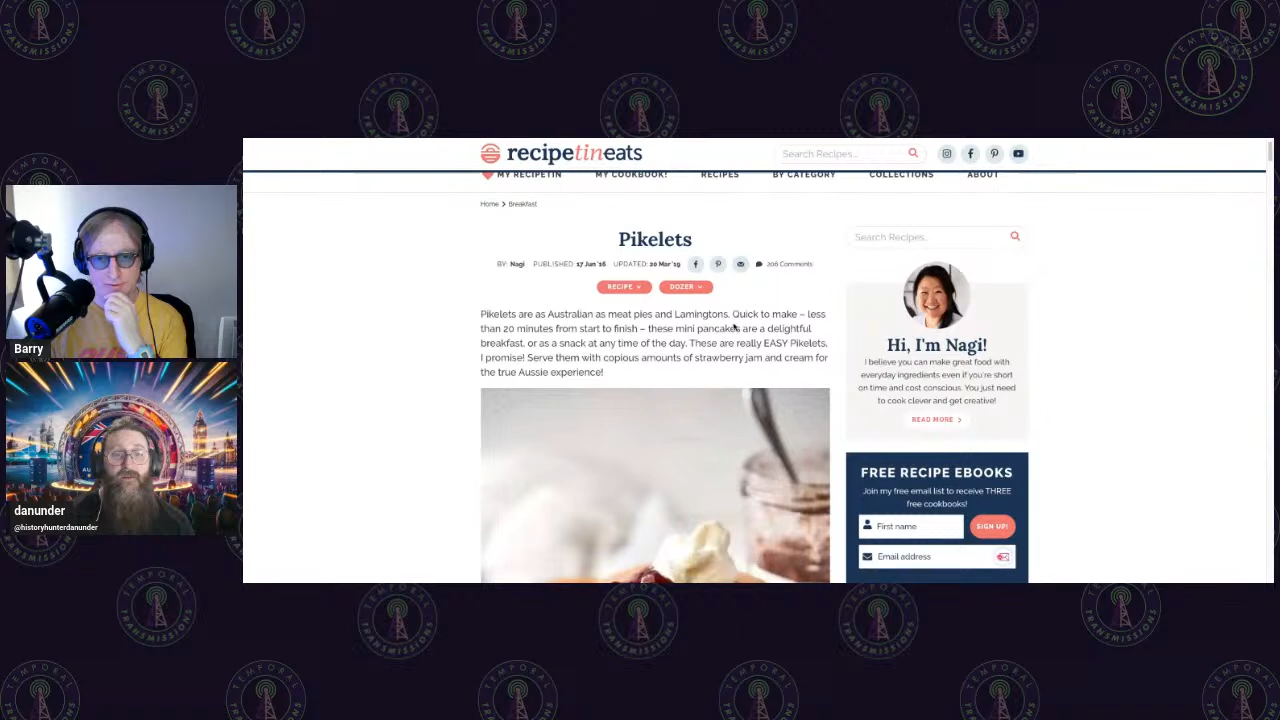 TEMPORAL
TRANSMISSIONS
recipetineats
Search Recipes...
MY RECIPETIN
MY COOKBOOK!
RECIPES
BY CATEGORY
COLLECTIONS
ABOUT
Home
Breakfast
Pikelets
BY: Nagi PUBLISHED: 17 Jun '16 UPDATED: 20 Mar '19
206 Comments
RECIPE
DOZER
Pikelets are as Australian as meat pies and Lamingtons. Quick to make – less
than 20 minutes from start to finish – these mini pancakes are a delightful
breakfast, or as a snack at any time of the day. These are really EASY Pikelets,
I promise! Serve them with copious amounts of strawberry jam and cream for
the true Aussie experience!
Search Recipes..
Hi, I'm Nagi!
I believe you can make great food with
everyday ingredients even if you're short
on time and cost conscious. You just need
to cook clever and get creative!
READ MORE
FREE RECIPE EBOOKS
Join my free email list to receive THREE
free cookbooks!
First name
SIGN UP!
Email address
Barry
AU
danunder
@historyhunterdanunder